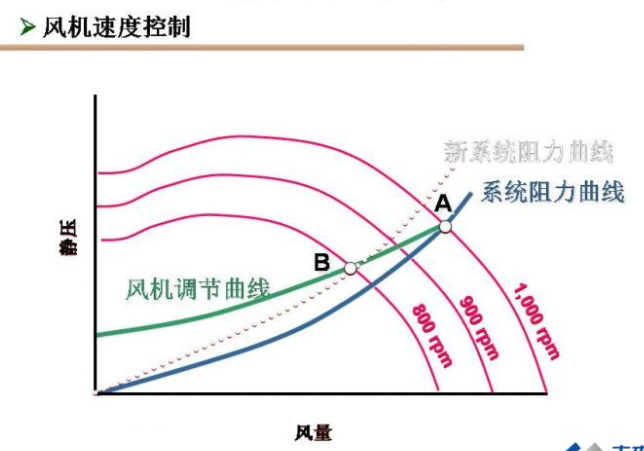 风机速度控制
新系统阻力曲线
系统阻力曲线
A
静压
B
风机调节曲线
800 rpm
900 rpm
1,000 rpm
风量